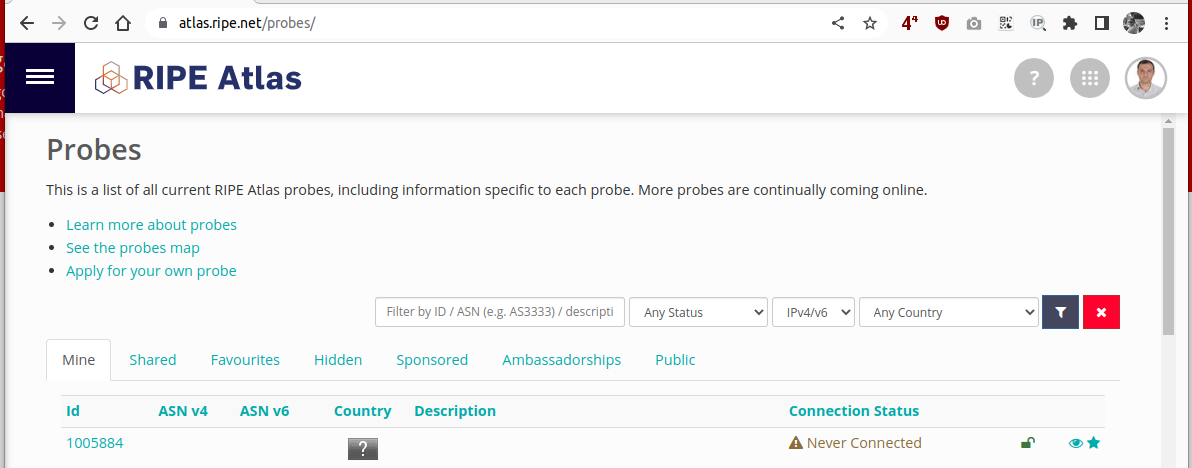 atlas.ripe.net/probes/
4⁴
IP
RIPE Atlas
?
Probes
This is a list of all current RIPE Atlas probes, including information specific to each probe. More probes are continually coming online.
Learn more about probes
See the probes map
Apply for your own probe
Filter by ID / ASN (e.g. AS3333) / descripti
Any Status
IPv4/v6
Any Country
Mine
Shared
Favourites
Hidden
Sponsored
Ambassadorships
Public
Id ASN v4 ASN v6 Country Description Connection Status
1005884 ? Never Connected